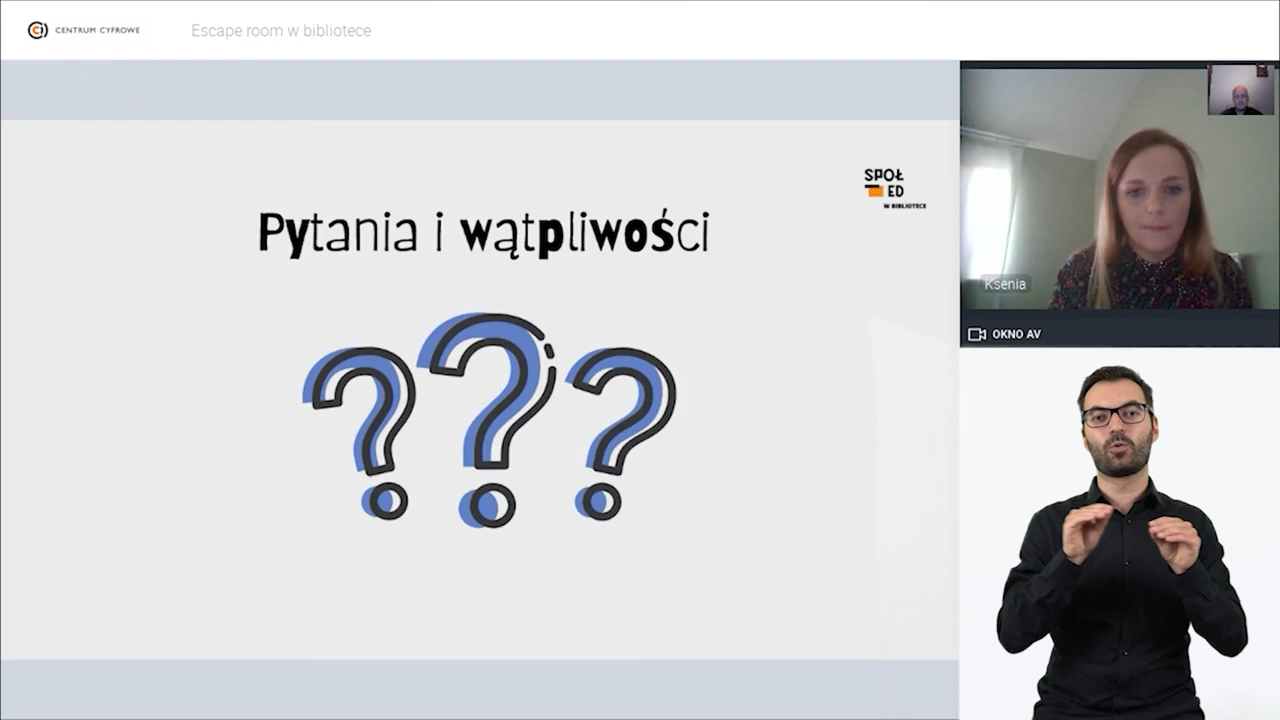 CENTRUM CYFROWE
Escape room w bibliotece
SPOŁ
ED
W BIBLIOTECE
Pytania i wątpliwości
???
Ksenia
OKNO AV